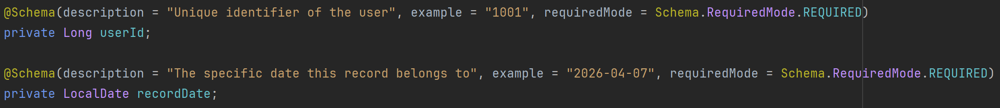 @Schema(description = "Unique identifier of the user", example = "1001", requiredMode = Schema.RequiredMode.REQUIRED)
private Long userId;
@Schema(description = "The specific date this record belongs to", example = "2026-04-07", requiredMode = Schema.RequiredMode.REQUIRED)
private LocalDate recordDate;